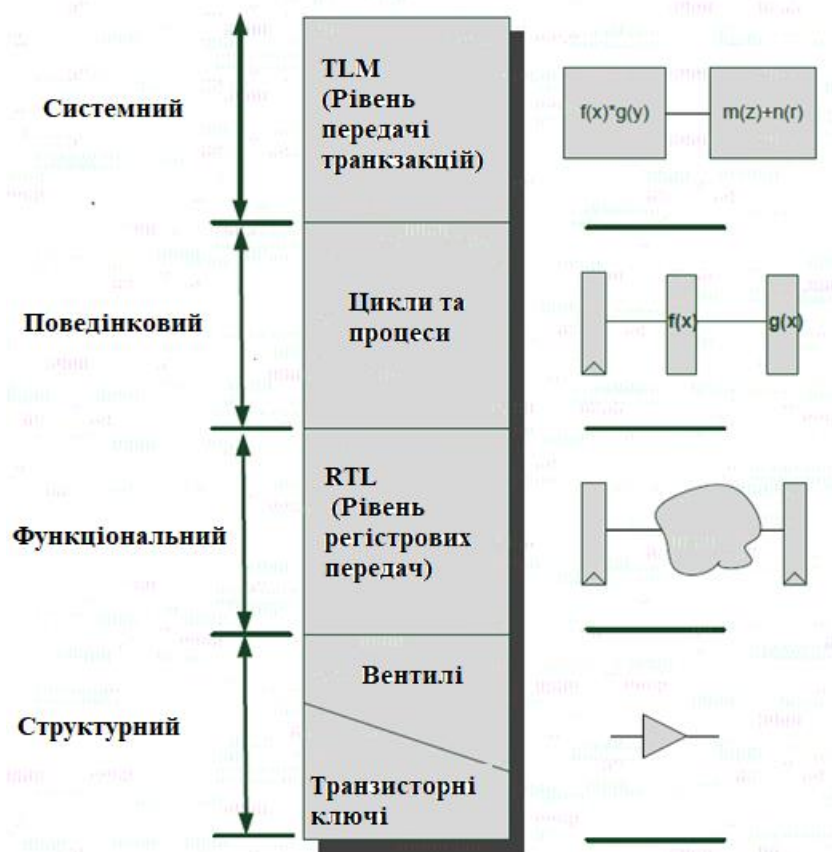 Системний
TLM
(Рівень
передачі
транкзакцій)
f(x)*g(y)
m(z)+n(r)
Поведінковий
Цикли та
процеси
f(x)
g(x)
Функціональний
RTL
(Рівень
регістрових
передач)
Структурний
Вентилі
Транзисторні
ключі